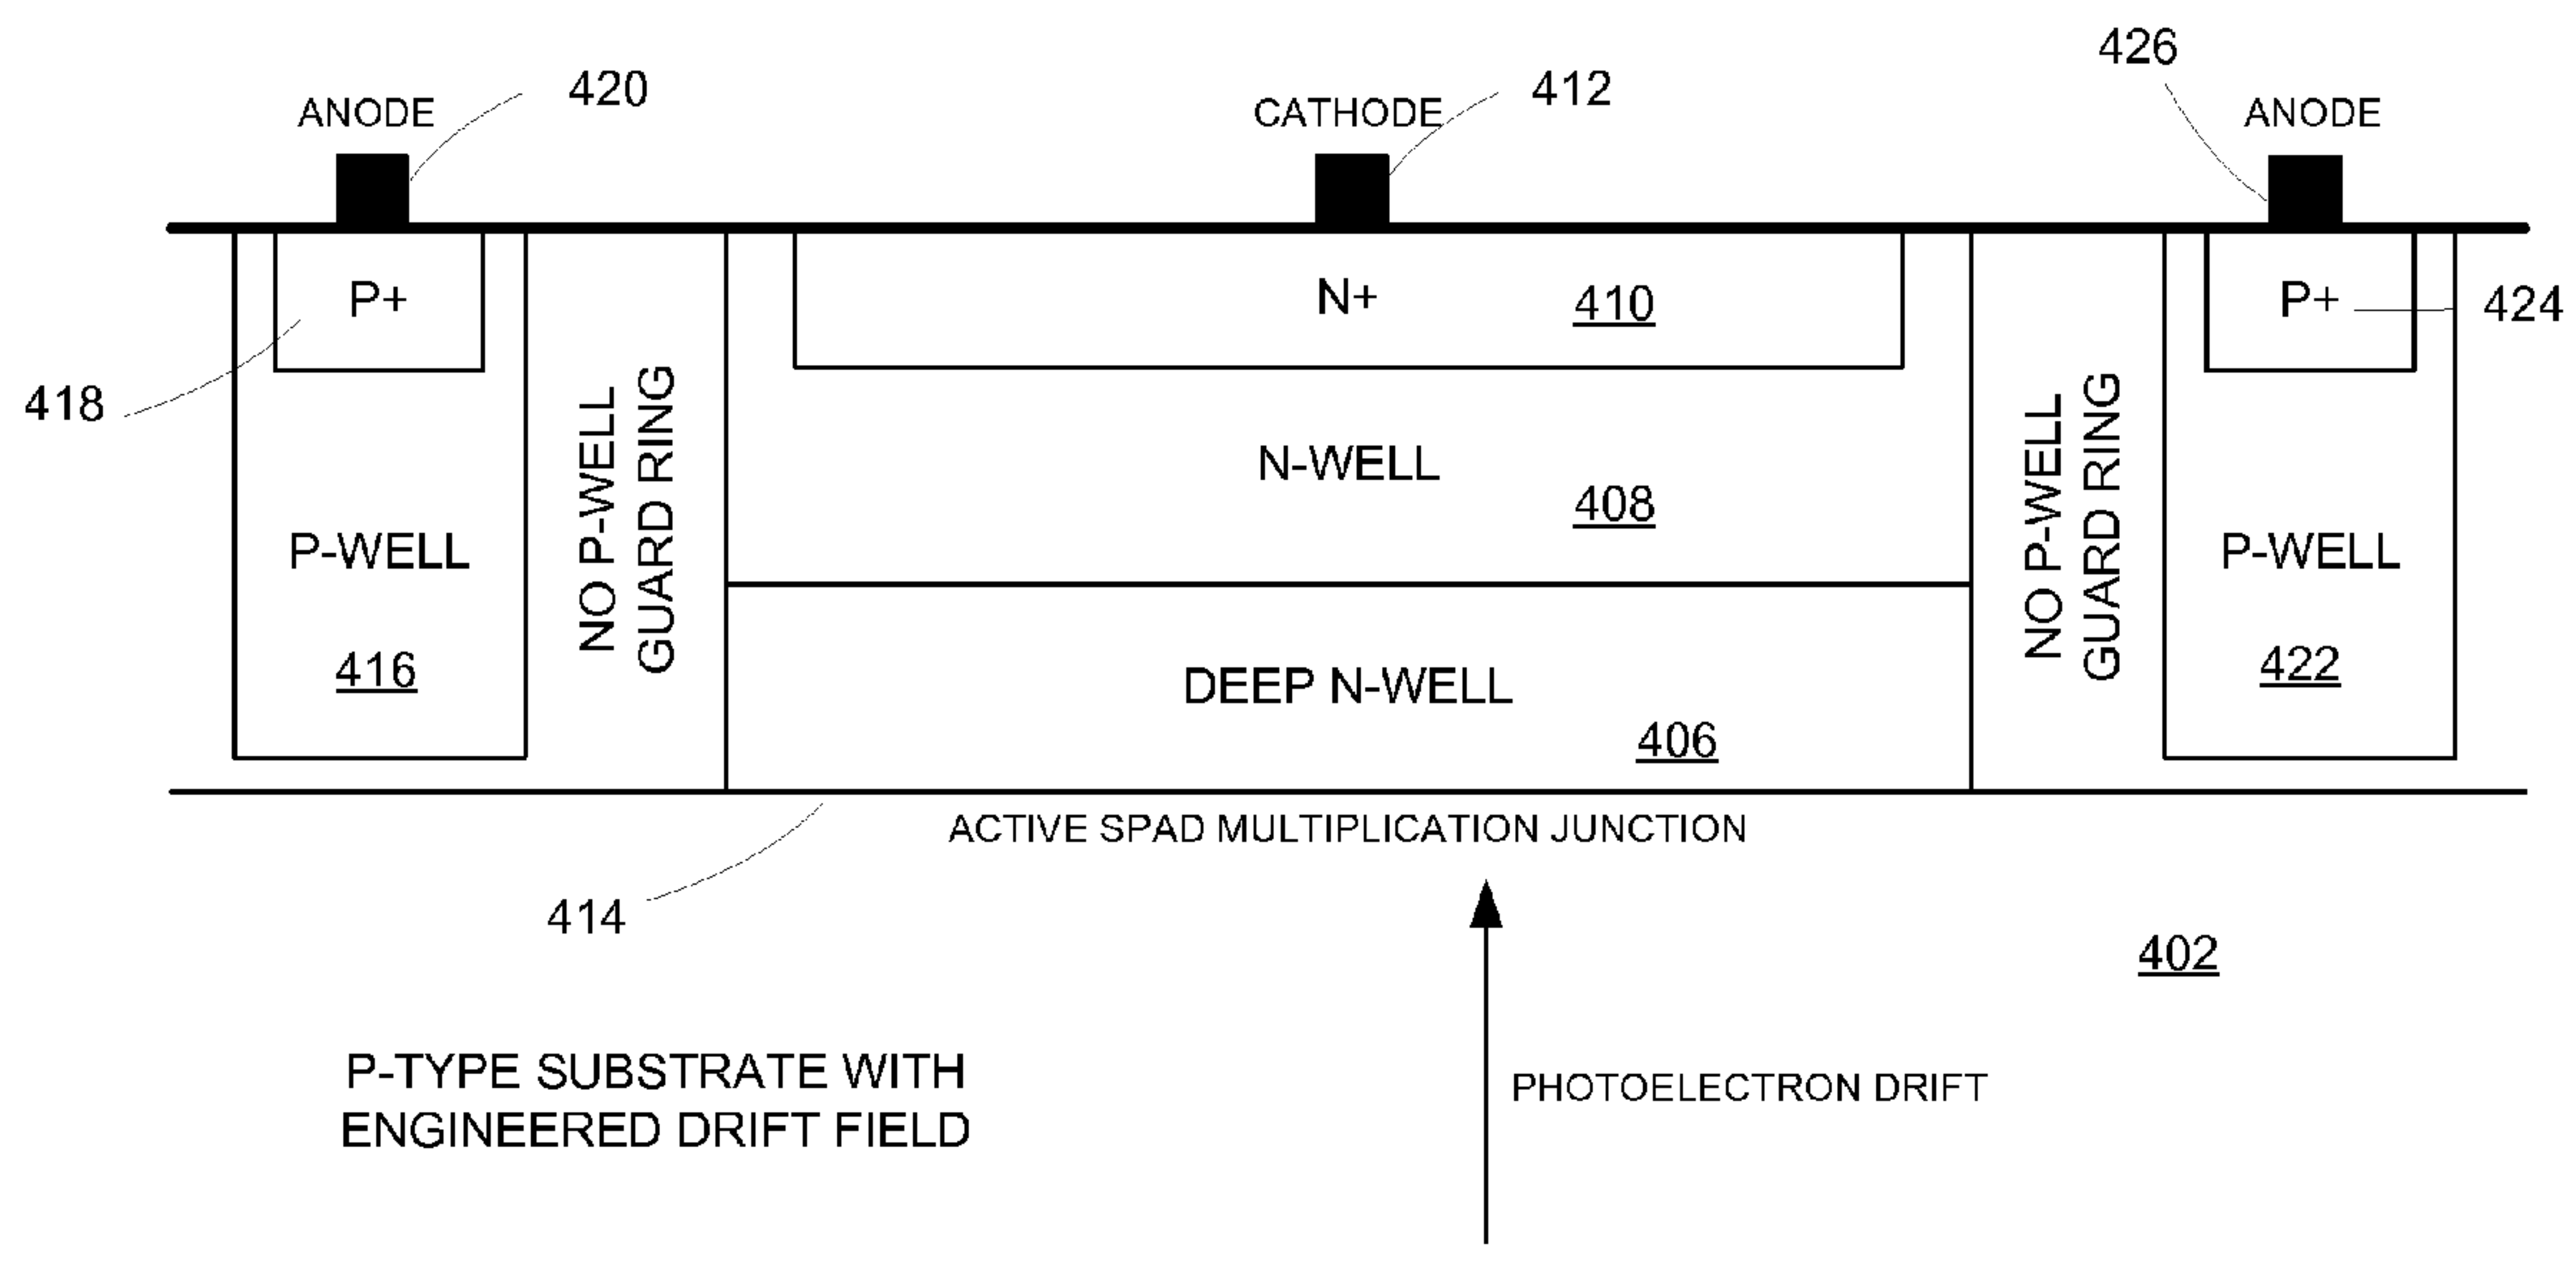 426
420
412
ANODE
CATHODE
ANODE
P+
N+
410
P+
424
418
NO P-WELL
GUARD RING
N-WELL
408
NO P-WELL
GUARD RING
P-WELL
416
P-WELL
422
DEEP N-WELL
406
ACTIVE SPAD MULTIPLICATION JUNCTION
414
402
P-TYPE SUBSTRATE WITH
ENGINEERED DRIFT FIELD
PHOTOELECTRON DRIFT